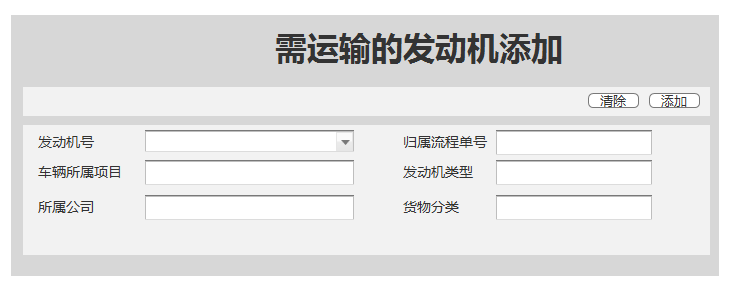 需运输的发动机添加
清除 添加
发动机号 归属流程单号
车辆所属项目 发动机类型
所属公司 货物分类